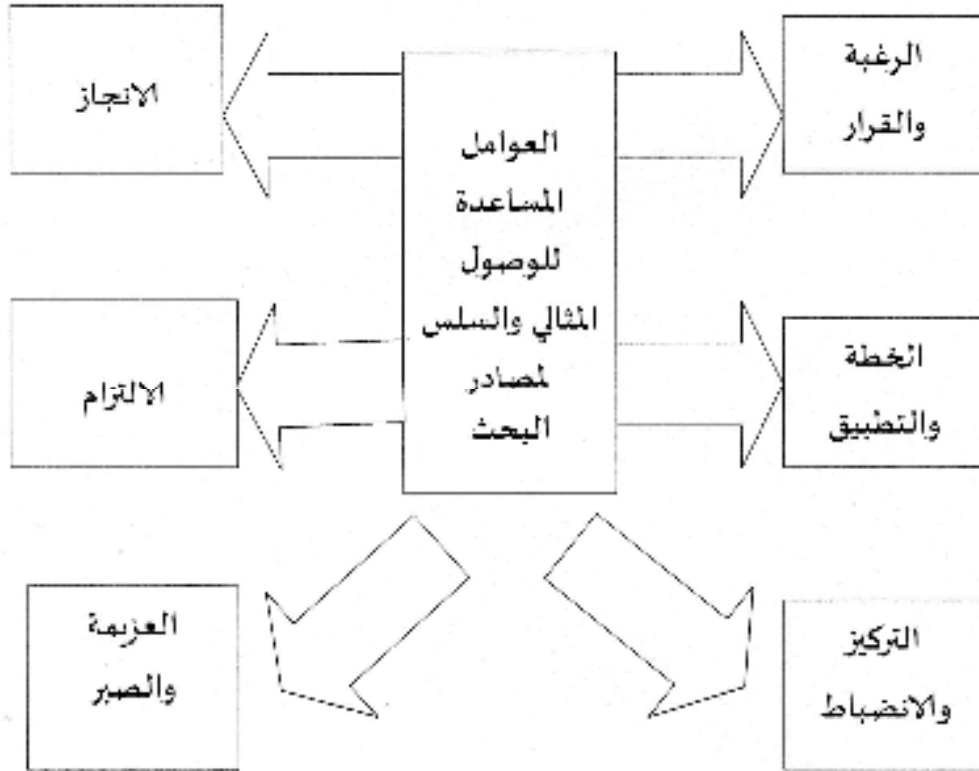 الرغبة
والقرار
الانجاز
العوامل
المساعدة
للوصول
المثالي والسلس
لمصادر
البحث
الخطة
والتطبيق
الالتزام
التركيز
والانضباط
العزيمة
والصبر